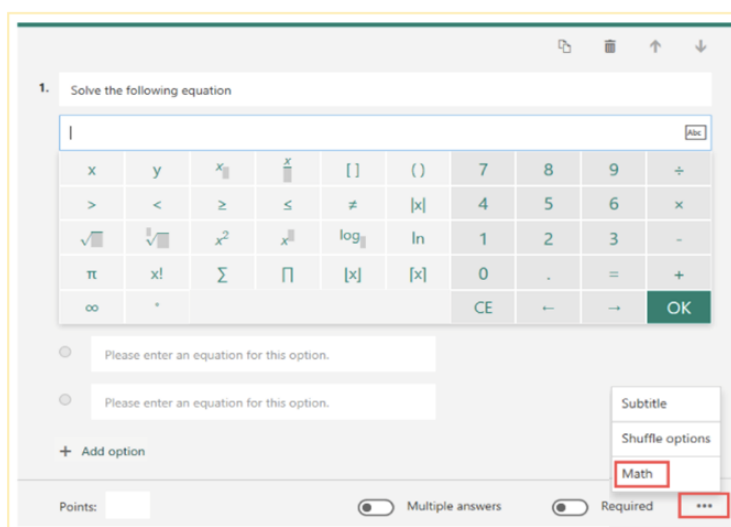 1. Solve the following equation
Abc
x y x x [ ] ( ) 7 8 9 ÷
> < ≥ ≤ ≠ |x| 4 5 6 ×
√ √ x² x log ln 1 2 3 -
π x! ∑ ∏ ⌊x⌋ ⌈x⌉ 0 . = +
∞ ° CE ← → OK
Please enter an equation for this option.
Please enter an equation for this option.
+ Add option
Subtitle
Shuffle options
Math
Points: Multiple answers Required ...